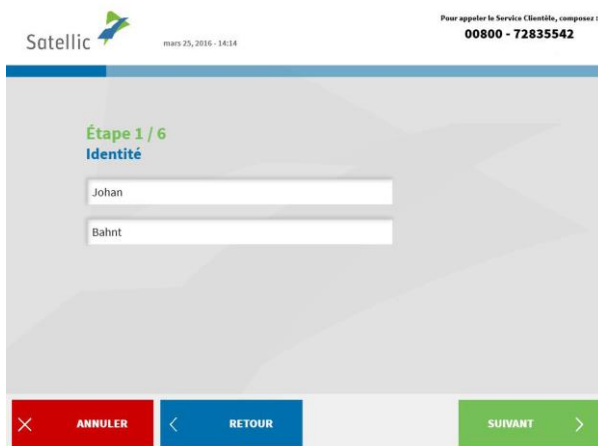 Satellic
mars 25, 2016 - 14:14
Pour appeler le Service Clientèle, composez :
00800 - 72835542
Étape 1 / 6
Identité
Johan
Bahnt
ANNULER
RETOUR
SUIVANT